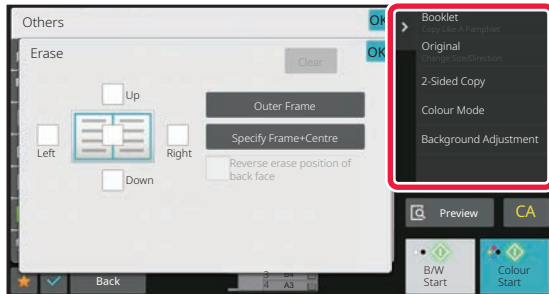 Others
OK
Erase
Clear
OK
Up
Left
Right
Down
Outer Frame
Specify Frame+Centre
Reverse erase position of
back face
Booklet
Copy Like A Pamphlet
Original
Change Size/Direction
2-Sided Copy
Colour Mode
Background Adjustment
Preview
CA
B/W
Start
Colour
Start
Back
3 B4
4 A3